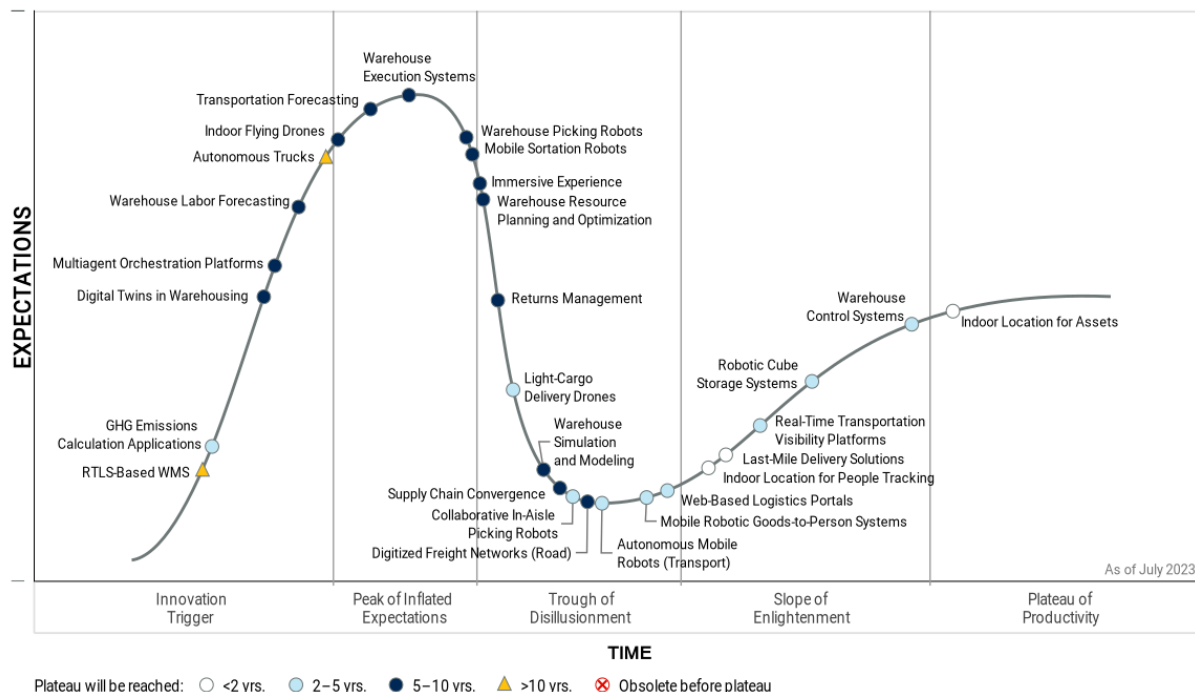 EXPECTATIONS
Warehouse
Execution Systems
Transportation Forecasting
Indoor Flying Drones
Autonomous Trucks
Warehouse Labor Forecasting
Multiagent Orchestration Platforms
Digital Twins in Warehousing
GHG Emissions
Calculation Applications
RTLS-Based WMS
Warehouse Picking Robots
Mobile Sortation Robots
Immersive Experience
Warehouse Resource
Planning and Optimization
Returns Management
Light-Cargo
Delivery Drones
Warehouse
Simulation
and Modeling
Supply Chain Convergence
Collaborative In-Aisle
Picking Robots
Digitized Freight Networks (Road)
Autonomous Mobile
Robots (Transport)
Mobile Robotic Goods-to-Person Systems
Web-Based Logistics Portals
Indoor Location for People Tracking
Last-Mile Delivery Solutions
Real-Time Transportation
Visibility Platforms
Robotic Cube
Storage Systems
Warehouse
Control Systems
Indoor Location for Assets
As of July 2023
Innovation
Trigger
Peak of Inflated
Expectations
Trough of
Disillusionment
Slope of
Enlightenment
Plateau of
Productivity
TIME
Plateau will be reached: <2 yrs. 2–5 yrs. 5–10 yrs. >10 yrs. Obsolete before plateau